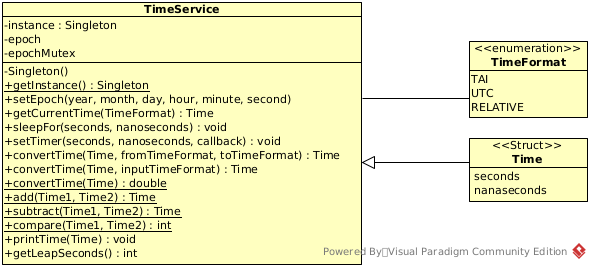 TimeService
-instance : Singleton
-epoch
-epochMutex
-Singleton()
+getInstance() : Singleton
+setEpoch(year, month, day, hour, minute, second)
+getCurrentTime(TimeFormat) : Time
+sleepFor(seconds, nanoseconds) : void
+setTimer(seconds, nanoseconds, callback) : void
+convertTime(Time, fromTimeFormat, toTimeFormat) : Time
+convertTime(Time, inputTimeFormat) : Time
+convertTime(Time) : double
+add(Time1, Time2) : Time
+subtract(Time1, Time2) : Time
+compare(Time1, Time2) : int
+printTime(Time) : void
+getLeapSeconds() : int
<<enumeration>>
TimeFormat
TAI
UTC
RELATIVE
<<Struct>>
Time
seconds
nanaseconds
Powered By Visual Paradigm Community Edition